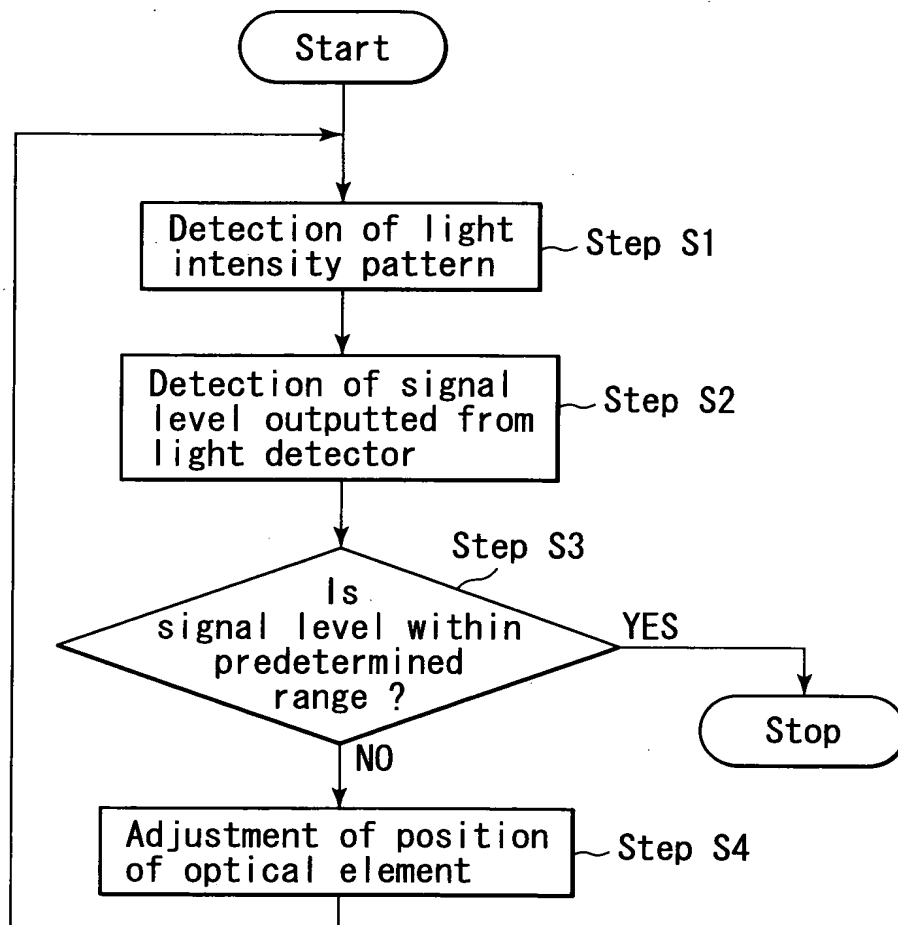 Start
Detection of light
intensity pattern
Step S1
Detection of signal
level outputted from
light detector
Step S2
Step S3
Is
signal level within
predetermined
range ?
YES
Stop
NO
Adjustment of position
of optical element
Step S4